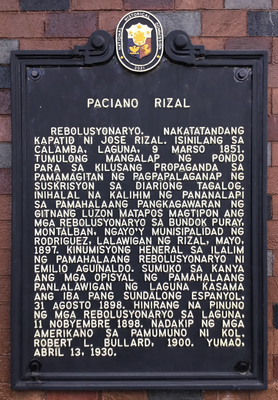 PACIANO RIZAL
REBOLUSYONARYO. NAKATATANDANG
KAPATID NI JOSE RIZAL. ISINILANG SA
CALAMBA, LAGUNA, 9 MARSO 1851.
TUMULONG MANGALAP NG PONDO
PARA SA KILUSANG PROPAGANDA SA
PAMAMAGITAN NG PAGPAPALAGANAP NG
SUSKRISYON SA DIARIONG TAGALOG.
INIHALAL NA KALIHIM NG PANANALAPI
SA PAMAHALAANG PANGKAGAWARAN NG
GITNANG LUZON MATAPOS MAGTIPON ANG
MGA REBOLUSYONARYO SA BUNDOK PURAY,
MONTALBAN, NGAYO'Y MUNISIPALIDAD NG
RODRIGUEZ, LALAWIGAN NG RIZAL, MAYO,
1897. KINUMISYONG HENERAL SA ILALIM
NG PAMAHALAANG REBOLUSYONARYO NI
EMILIO AGUINALDO. SUMUKO SA KANYA
ANG MGA OPISYAL NG PAMAHALAANG
PANLALAWIGAN NG LAGUNA KASAMA
ANG IBA PANG SUNDALONG ESPANYOL,
31 AGOSTO 1898. HINIRANG NA PINUNO
NG MGA REBOLUSYONARYO SA LAGUNA,
11 NOBYEMBRE 1898. NADAKIP NG MGA
AMERIKANO SA PAMUMUNO NI KOL.
ROBERT L. BULLARD, 1900. YUMAO,
ABRIL 13, 1930.